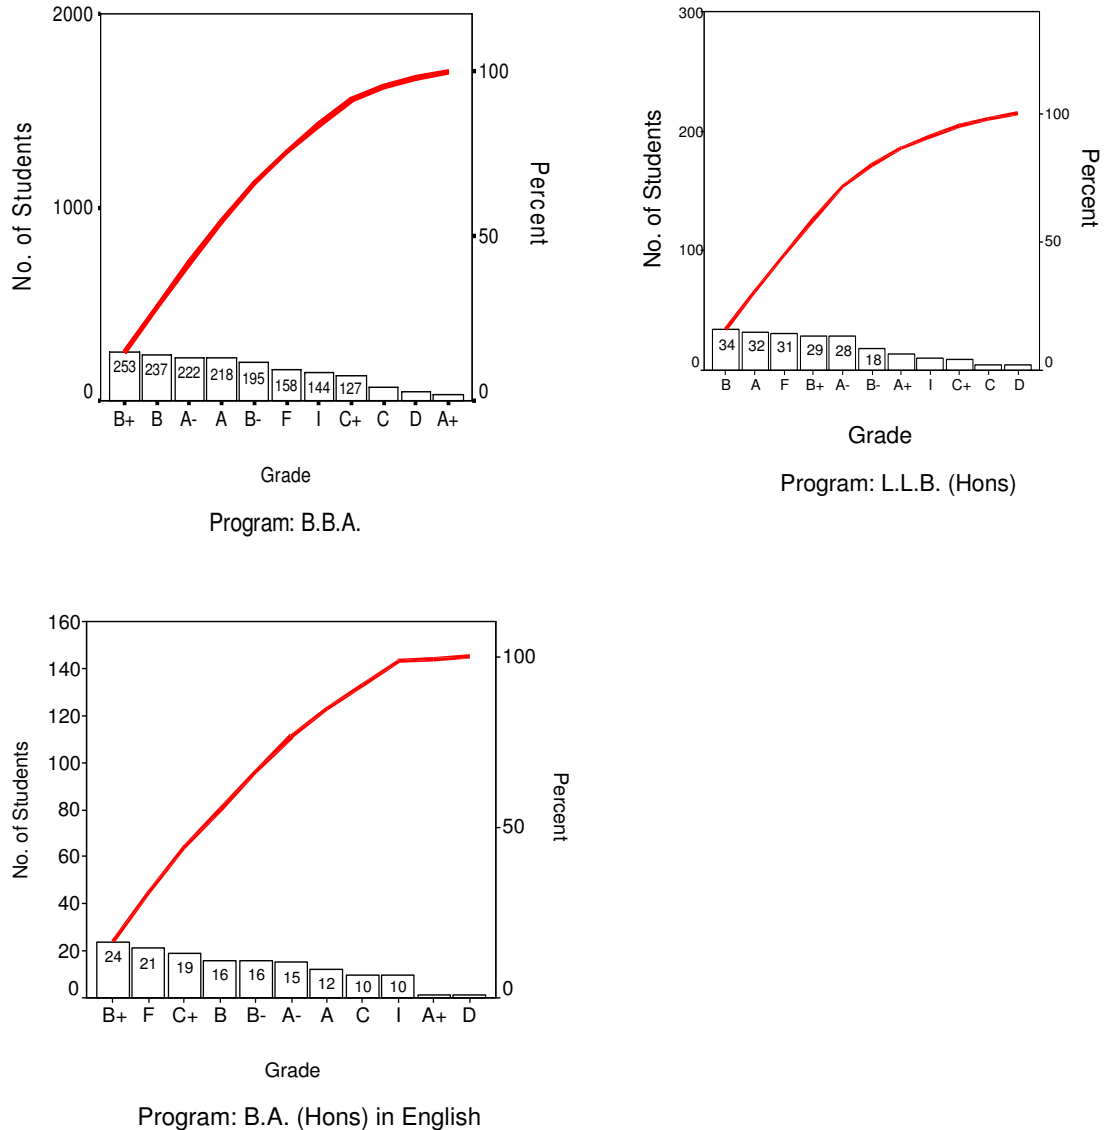 2000
1000
0
No. of Students
100
50
0
Percent
253 237 222 218 195 158 144 127
B+ B A- A B- F I C+ C D A+
Grade
Program: B.B.A.
300
200
100
0
No. of Students
100
50
0
Percent
34 32 31 29 28 18
B A F B+ A- B- A+ I C+ C D
Grade
Program: L.L.B. (Hons)
160
140
120
100
80
60
40
20
0
No. of Students
100
50
0
Percent
24 21 19 16 16 15 12 10 10
B+ F C+ B B- A- A C I A+ D
Grade
Program: B.A. (Hons) in English